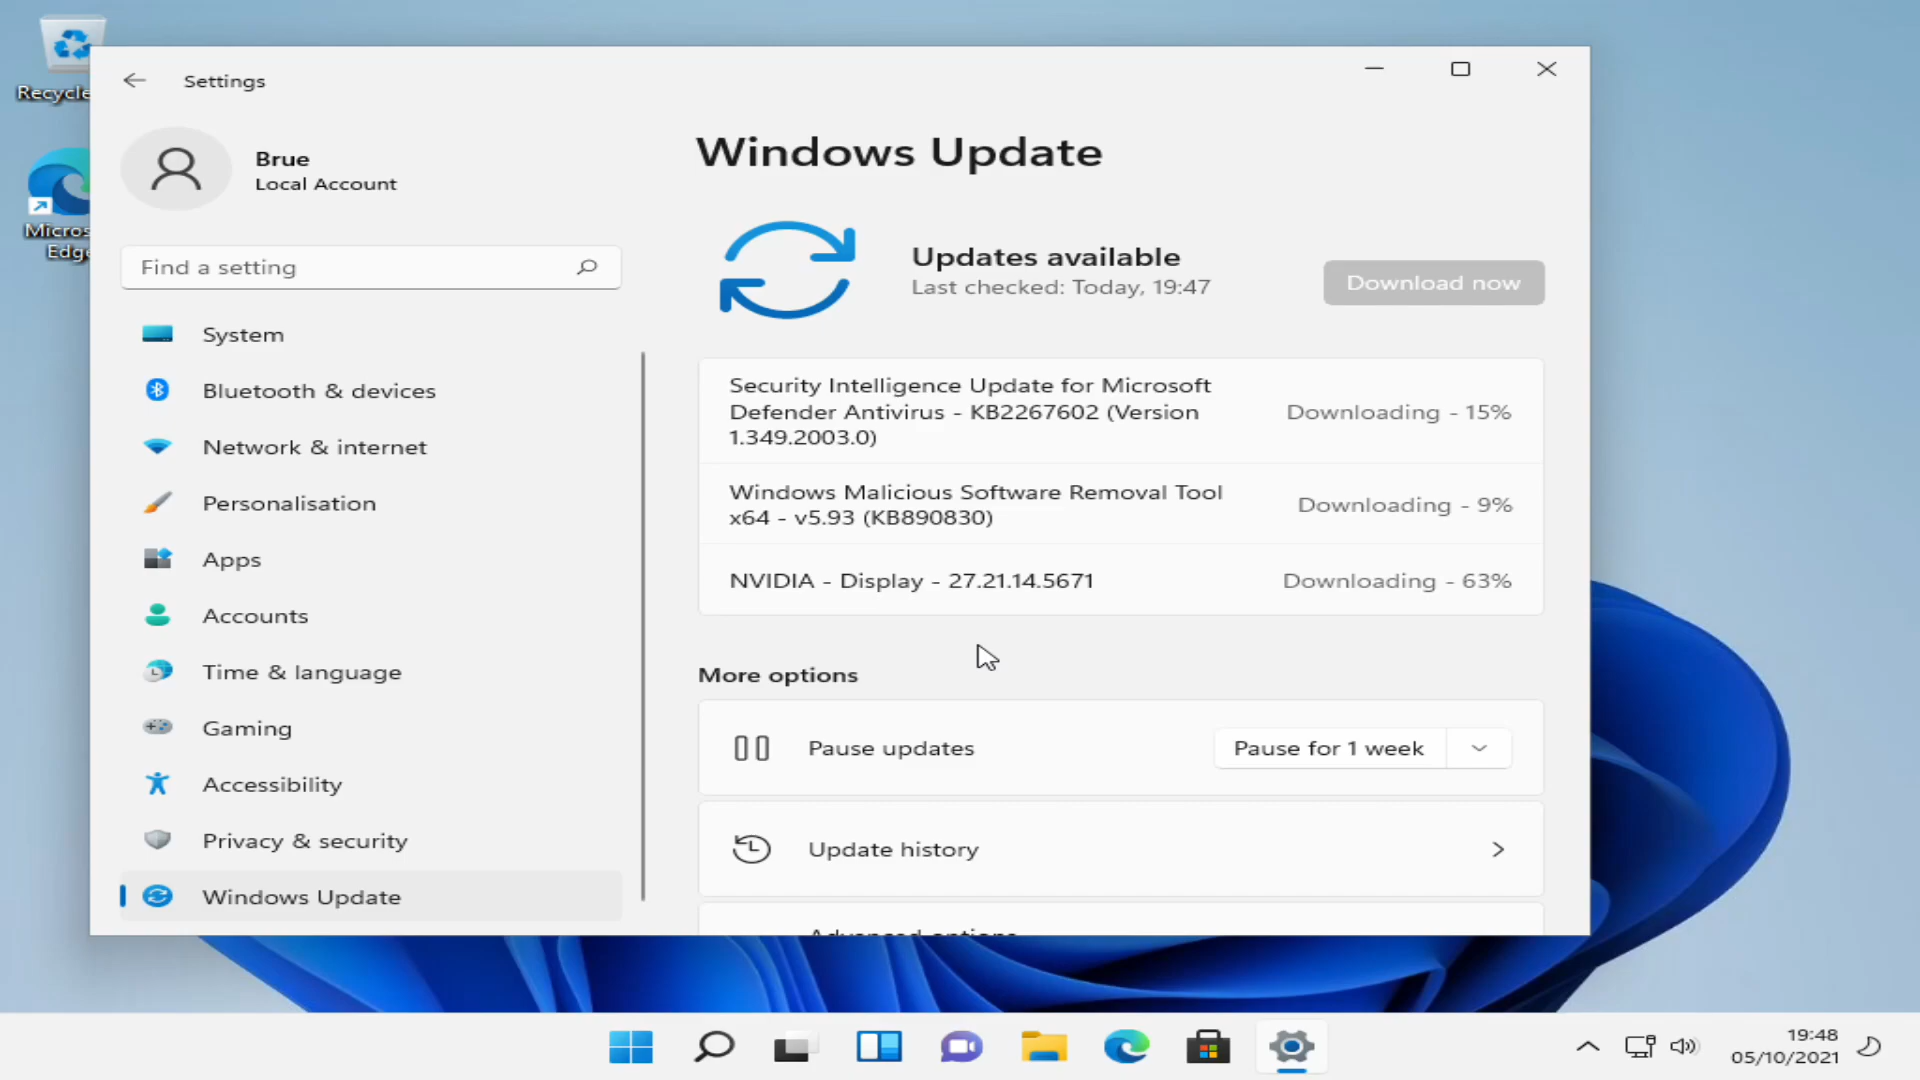 Recycle
Micros
Edge
Settings
Brue
Local Account
Find a setting
System
Bluetooth & devices
Network & internet
Personalisation
Apps
Accounts
Time & language
Gaming
Accessibility
Privacy & security
Windows Update
Windows Update
Updates available
Last checked: Today, 19:47
Download now
Security Intelligence Update for Microsoft
Defender Antivirus - KB2267602 (Version
1.349.2003.0)
Downloading - 15%
Windows Malicious Software Removal Tool
x64 - v5.93 (KB890830)
Downloading - 9%
NVIDIA - Display - 27.21.14.5671
Downloading - 63%
More options
Pause updates
Pause for 1 week
Update history
Advanced options
19:48
05/10/2021